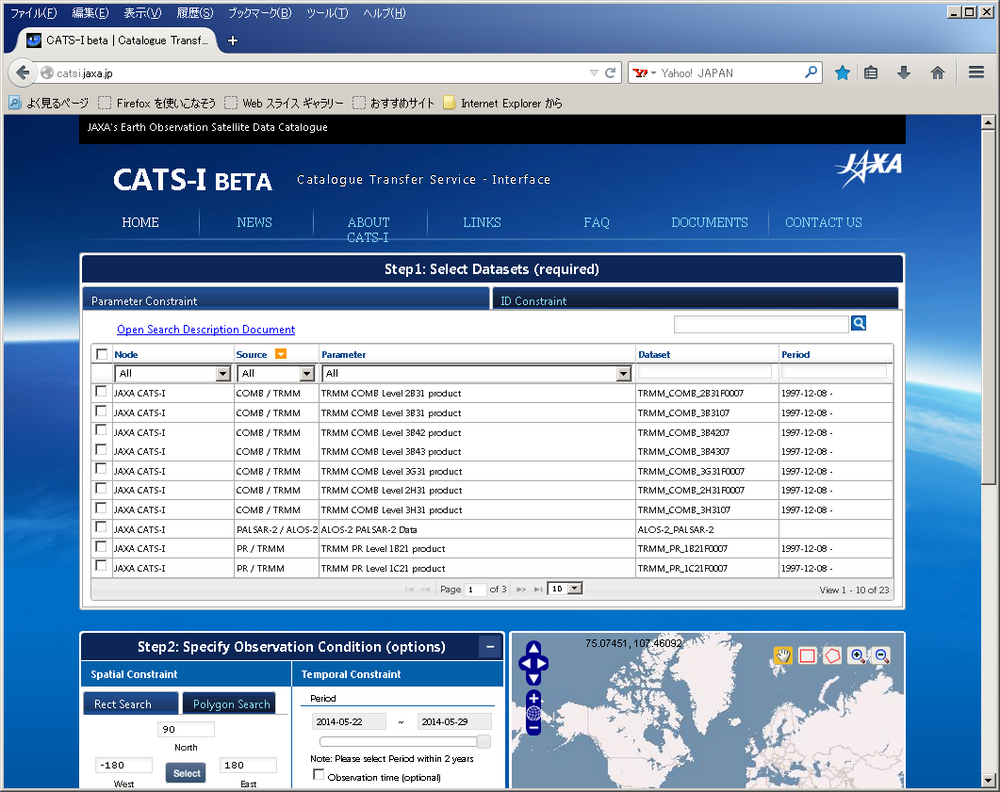 ファイル(F) 編集(E) 表示(V) 履歴(S) ブックマーク(B) ツール(T) ヘルプ(H)
CATS-I beta | Catalogue Transf...
catsi.jaxa.jp
Yahoo! JAPAN
よく見るページ Firefox を使いこなそう Web スライス ギャラリー おすすめサイト Internet Explorer から
JAXA's Earth Observation Satellite Data Catalogue
CATS-I BETA Catalogue Transfer Service - Interface
JAXA
HOME NEWS ABOUT CATS-I LINKS FAQ DOCUMENTS CONTACT US
Step1: Select Datasets (required)
Parameter Constraint ID Constraint
Open Search Description Document
Node Source Parameter Dataset Period
All All All
JAXA CATS-I COMB / TRMM TRMM COMB Level 2B31 product TRMM_COMB_2B31F0007 1997-12-08 -
JAXA CATS-I COMB / TRMM TRMM COMB Level 3B31 product TRMM_COMB_3B3107 1997-12-08 -
JAXA CATS-I COMB / TRMM TRMM COMB Level 3B42 product TRMM_COMB_3B4207 1997-12-08 -
JAXA CATS-I COMB / TRMM TRMM COMB Level 3B43 product TRMM_COMB_3B4307 1997-12-08 -
JAXA CATS-I COMB / TRMM TRMM COMB Level 3G31 product TRMM_COMB_3G31F0007 1997-12-08 -
JAXA CATS-I COMB / TRMM TRMM COMB Level 2H31 product TRMM_COMB_2H31F0007 1997-12-08 -
JAXA CATS-I COMB / TRMM TRMM COMB Level 3H31 product TRMM_COMB_3H3107 1997-12-08 -
JAXA CATS-I PALSAR-2 / ALOS-2 ALOS-2 PALSAR-2 Data ALOS-2_PALSAR-2
JAXA CATS-I PR / TRMM TRMM PR Level 1B21 product TRMM_PR_1B21F0007 1997-12-08 -
JAXA CATS-I PR / TRMM TRMM PR Level 1C21 product TRMM_PR_1C21F0007 1997-12-08 -
Page 1 of 3 10 View 1 - 10 of 23
Step2: Specify Observation Condition (options)
75.07451, 107.46092
Spatial Constraint Temporal Constraint
Rect Search Polygon Search
Period
2014-05-22 ~ 2014-05-29
90
North
Note: Please select Period within 2 years
-180 Select 180
West East
Observation time (optional)